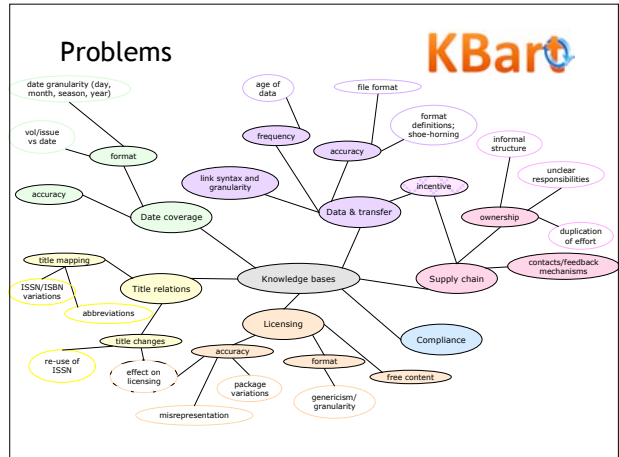 Problems
KBart
date granularity (day,
month, season, year)
vol/issue
vs date
format
accuracy
Date coverage
age of
data
frequency
file format
accuracy
format
definitions;
shoe-horning
link syntax and
granularity
Data & transfer
incentive
informal
structure
unclear
responsibilities
ownership
duplication
of effort
contacts/feedback
mechanisms
Supply chain
title mapping
ISSN/ISBN
variations
abbreviations
Title relations
title changes
re-use of
ISSN
effect on
licensing
Knowledge bases
Licensing
accuracy
package
variations
misrepresentation
format
genericism/
granularity
free content
Compliance